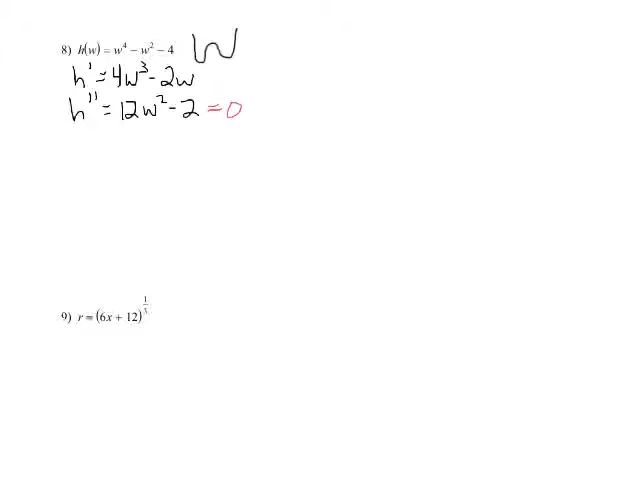 8) h(w) = w⁴ − w² − 4
h' = 4w³ − 2w
h'' = 12w² − 2 = 0
9) r = (6x + 12)^(1/3)